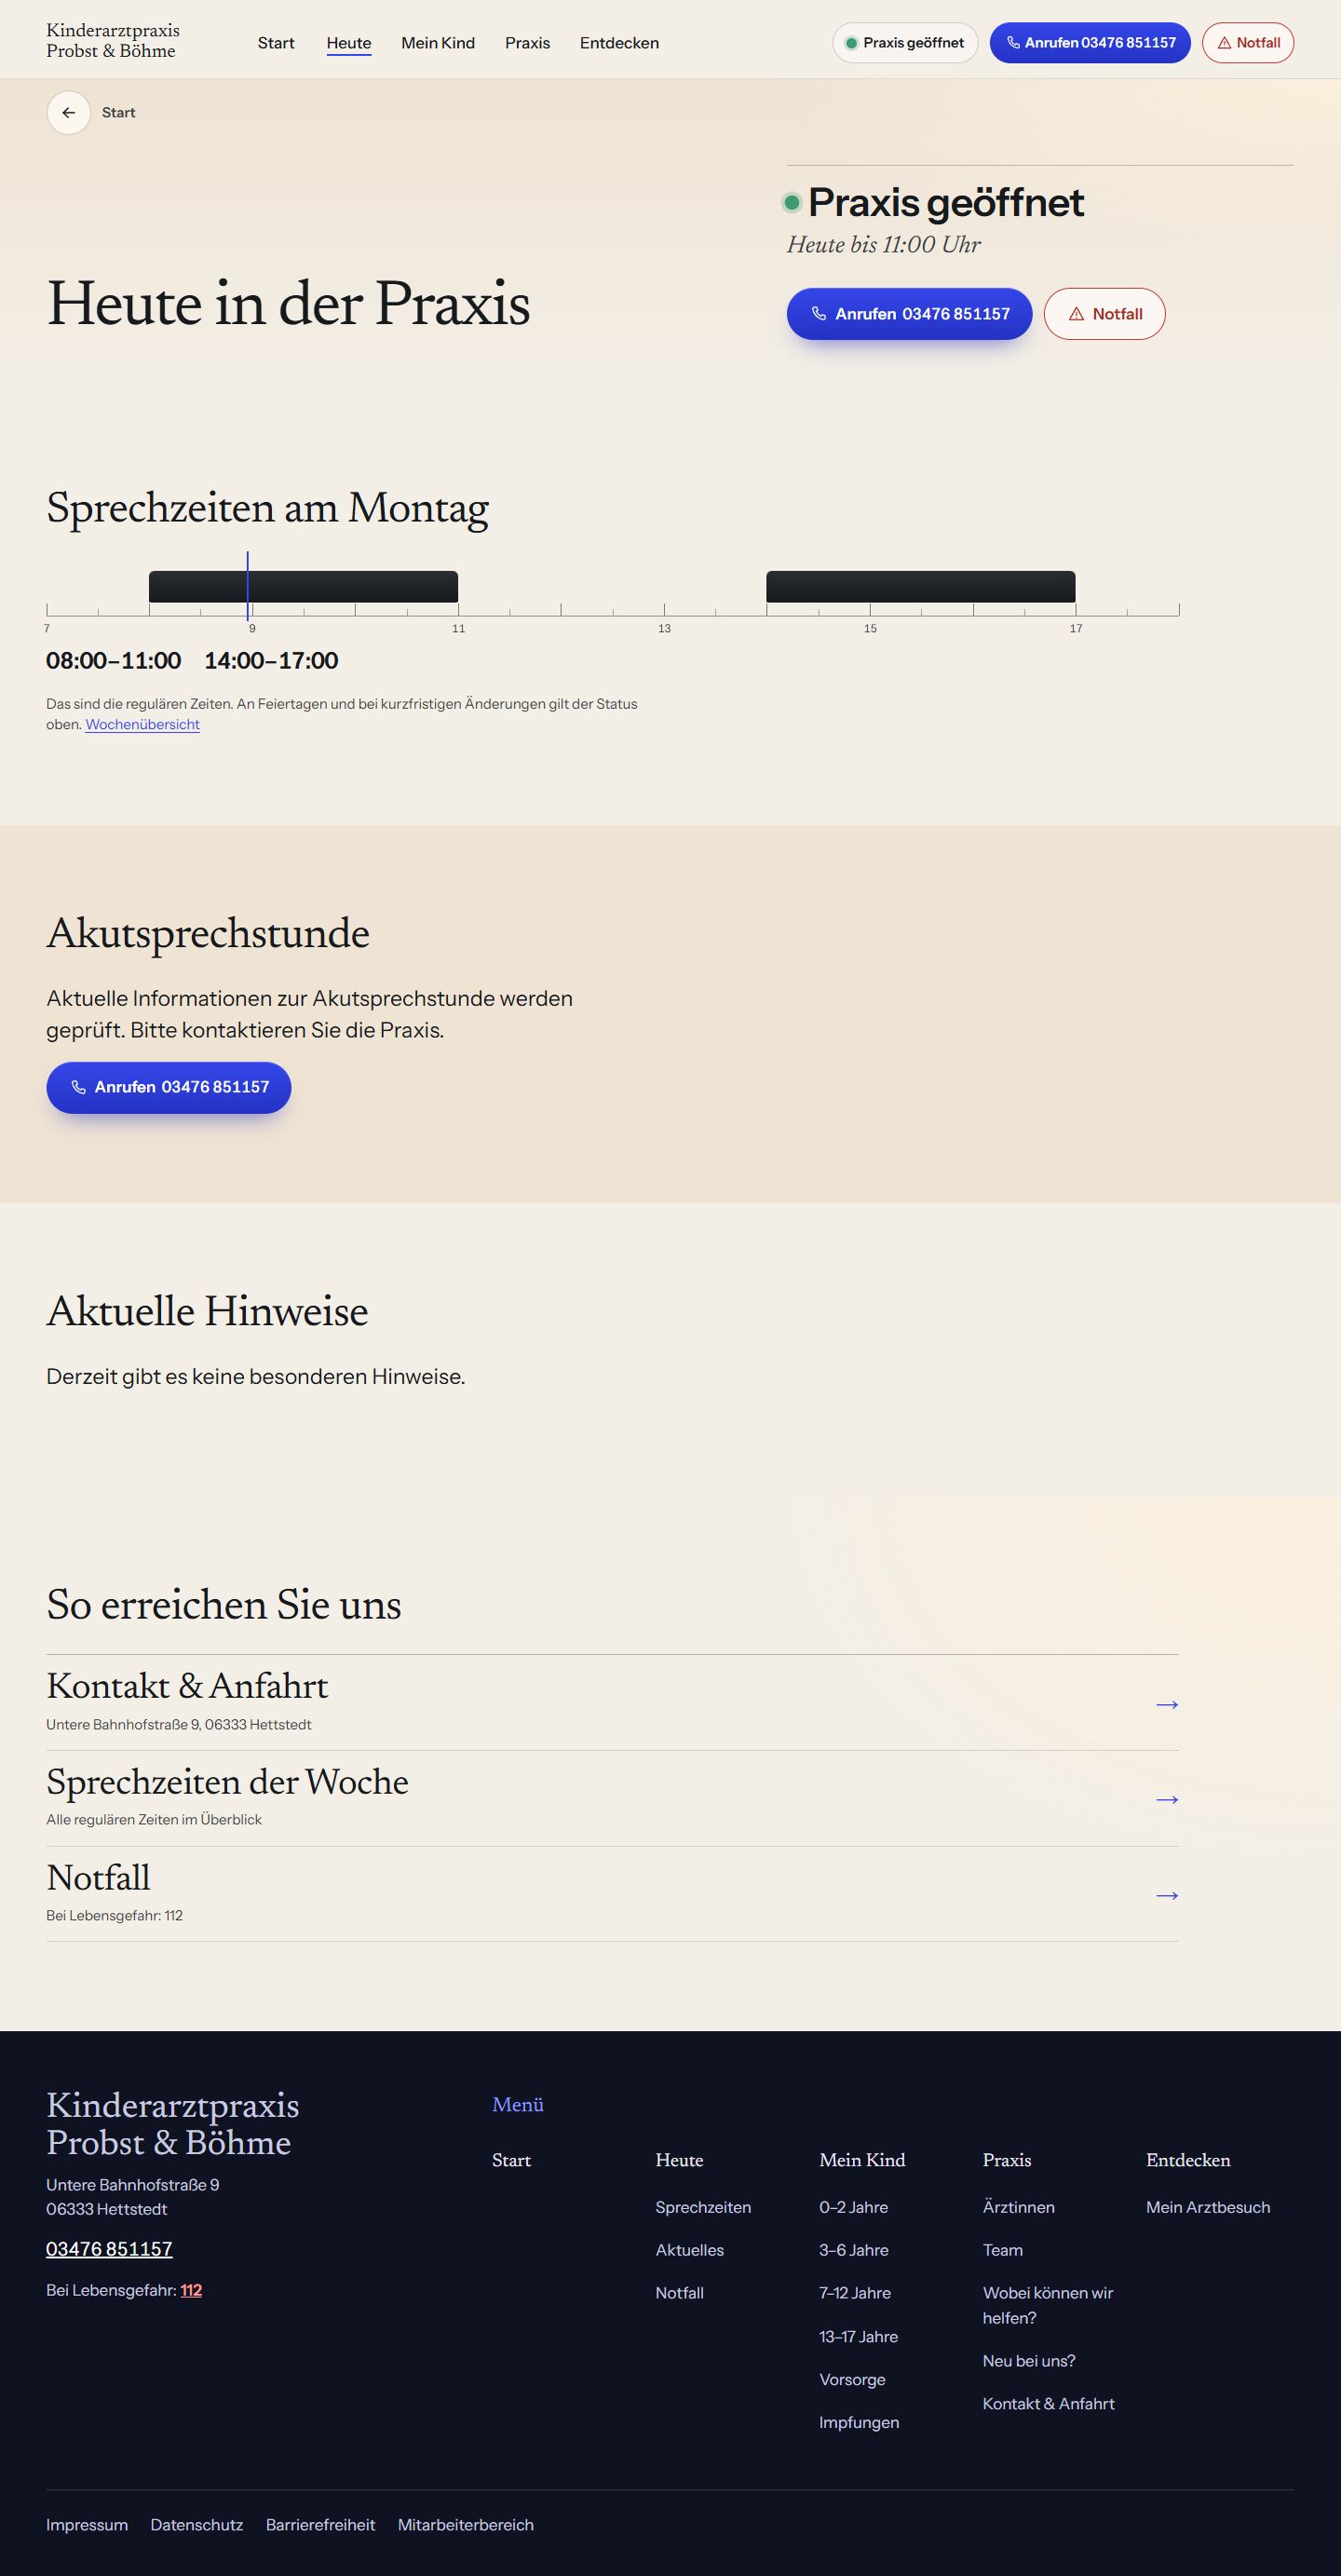 Kinderarztpraxis
Probst & Böhme
Start
Heute
Mein Kind
Praxis
Entdecken
Praxis geöffnet
Anrufen 03476 851157
Notfall
Start
Heute in der Praxis
Praxis geöffnet
Heute bis 11:00 Uhr
Anrufen 03476 851157
Notfall
Sprechzeiten am Montag
7 9 11 13 15 17
08:00–11:00 14:00–17:00
Das sind die regulären Zeiten. An Feiertagen und bei kurzfristigen Änderungen gilt der Status
oben. Wochenübersicht
Akutsprechstunde
Aktuelle Informationen zur Akutsprechstunde werden
geprüft. Bitte kontaktieren Sie die Praxis.
Anrufen 03476 851157
Aktuelle Hinweise
Derzeit gibt es keine besonderen Hinweise.
So erreichen Sie uns
Kontakt & Anfahrt
Untere Bahnhofstraße 9, 06333 Hettstedt
Sprechzeiten der Woche
Alle regulären Zeiten im Überblick
Notfall
Bei Lebensgefahr: 112
Kinderarztpraxis
Probst & Böhme
Untere Bahnhofstraße 9
06333 Hettstedt
03476 851157
Bei Lebensgefahr: 112
Menü
Start
Heute
Sprechzeiten
Aktuelles
Notfall
Mein Kind
0–2 Jahre
3–6 Jahre
7–12 Jahre
13–17 Jahre
Vorsorge
Impfungen
Praxis
Ärztinnen
Team
Wobei können wir
helfen?
Neu bei uns?
Kontakt & Anfahrt
Entdecken
Mein Arztbesuch
Impressum
Datenschutz
Barrierefreiheit
Mitarbeiterbereich